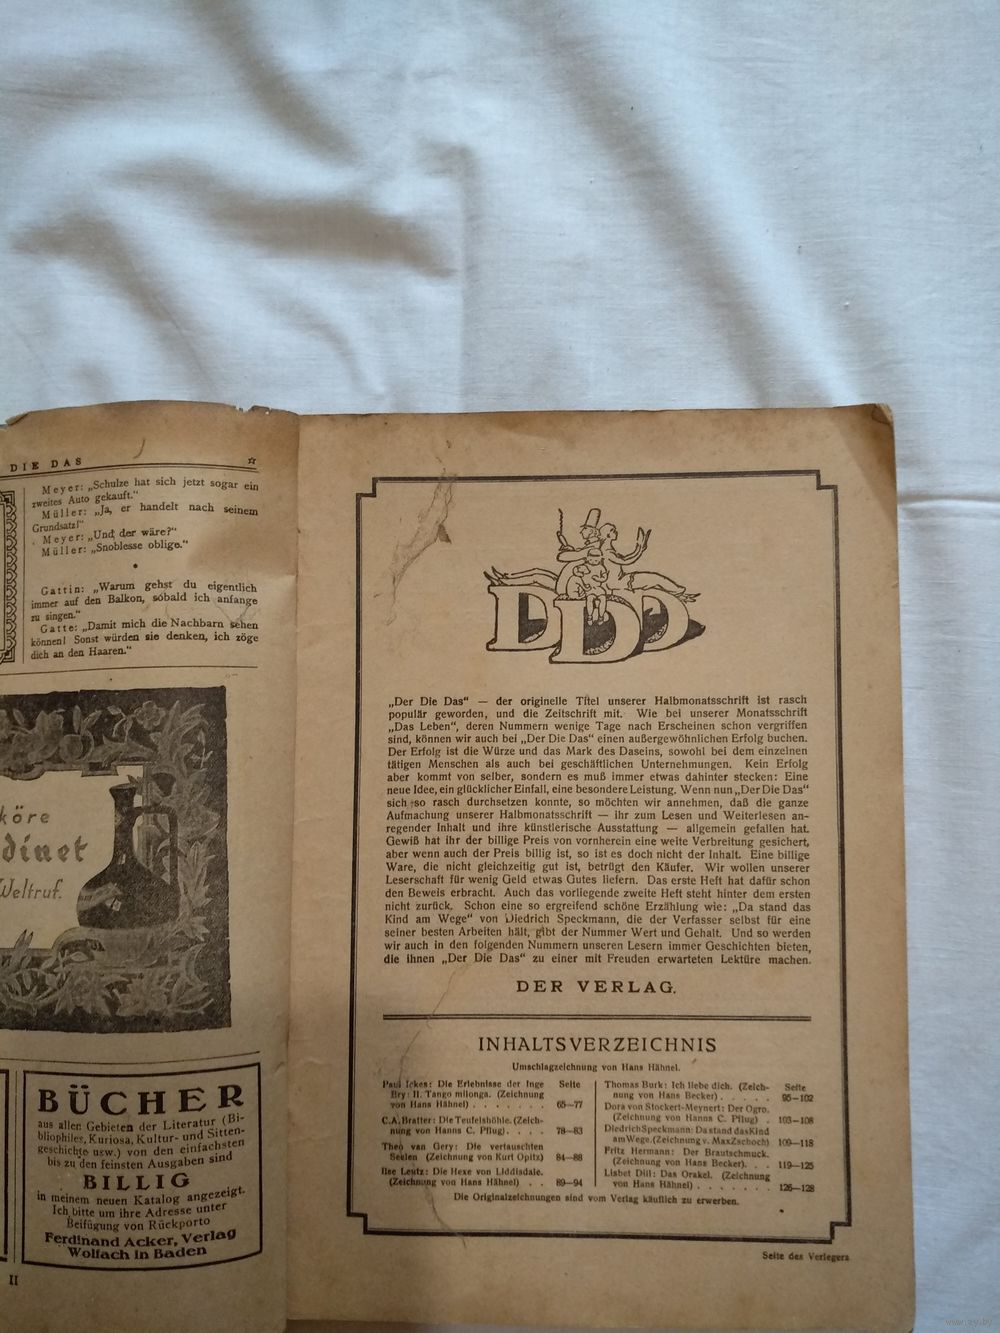 DIE DAS
Meyer: „Schulze hat sich jetzt sogar ein
zweites Auto gekauft.“
Müller: „Ja, er handelt nach seinem
Grundsatz!“
Meyer: „Und der wäre?“
Müller: „Snoblesse oblige.“
Gattin: „Warum gehst du eigentlich
immer auf den Balkon, sobald ich anfange
zu singen.“
Gatte: „Damit mich die Nachbarn sehen
können! Sonst würden sie denken, ich zöge
dich an den Haaren.“
köre
dinet
Weltruf.
BÜCHER
aus allen Gebieten der Literatur (Bi-
bliophiles, Kuriosa, Kultur- und Sitten-
geschichte usw.) von den einfachsten
bis zu den feinsten Ausgaben sind
BILLIG
in meinem neuen Katalog angezeigt.
Ich bitte um ihre Adresse unter
Beifügung von Rückporto
Ferdinand Acker, Verlag
Wolfach in Baden
II
DDD
„Der Die Das“ — der originelle Titel unserer Halbmonatsschrift ist rasch
populär geworden, und die Zeitschrift mit. Wie bei unserer Monatsschrift
„Das Leben“, deren Nummern wenige Tage nach Erscheinen schon vergriffen
sind, können wir auch bei „Der Die Das“ einen außergewöhnlichen Erfolg buchen.
Der Erfolg ist die Würze und das Mark des Daseins, sowohl bei dem einzelnen
tätigen Menschen als auch bei geschäftlichen Unternehmungen. Kein Erfolg
aber kommt von selber, sondern es muß immer etwas dahinter stecken: Eine
neue Idee, ein glücklicher Einfall, eine besondere Leistung. Wenn nun „Der Die Das“
sich so rasch durchsetzen konnte, so möchten wir annehmen, daß die ganze
Aufmachung unserer Halbmonatsschrift — ihr zum Lesen und Weiterlesen an-
regender Inhalt und ihre künstlerische Ausstattung — allgemein gefallen hat.
Gewiß hat ihr der billige Preis von vornherein eine weite Verbreitung gesichert,
aber wenn auch der Preis billig ist, so ist es doch nicht der Inhalt. Eine billige
Ware, die nicht gleichzeitig gut ist, betrügt den Käufer. Wir wollen unserer
Leserschaft für wenig Geld etwas Gutes liefern. Das erste Heft hat dafür schon
den Beweis erbracht. Auch das vorliegende zweite Heft steht hinter dem ersten
nicht zurück. Schon eine so ergreifend schöne Erzählung wie: „Da stand das
Kind am Wege“ von Diedrich Speckmann, die der Verfasser selbst für eine
seiner besten Arbeiten hält, gibt der Nummer Wert und Gehalt. Und so werden
wir auch in den folgenden Nummern unseren Lesern immer Geschichten bieten,
die ihnen „Der Die Das“ zu einer mit Freuden erwarteten Lektüre machen.
DER VERLAG.
INHALTSVERZEICHNIS
Umschlagzeichnung von Hans Hähnel.
Paul Ickes: Die Erlebnisse der Inge Seite
Bry: II. Tango milonga. (Zeichnung
von Hans Hähnel) . . . . . . . 65—77
C.A. Bratter: Die Teufelshöhle. (Zeich-
nung von Hanns C. Pflug) . . . . 78—83
Theo van Gery: Die vertauschten
Seelen (Zeichnung von Kurt Opitz) 84—88
Ilse Leutz: Die Hexe von Liddisdale.
(Zeichnung von Hans Hähnel) . . 89—94
Thomas Burk: Ich liebe dich. (Zeich- Seite
nung von Hans Becker) . . . . . 95—102
Dora von Stockert-Meynert: Der Ogro.
(Zeichnung von Hanns C. Pflug) . 103—108
Diedrich Speckmann: Da stand das Kind
am Wege. (Zeichnung v. Max Zschoch) 109—118
Fritz Hermann: Der Brautschmuck.
(Zeichnung von Hans Becker) . . 119—125
Lisbet Dill: Das Orakel. (Zeichnung
von Hans Hähnel) . . . . . . . 126—128
Die Originalzeichnungen sind vom Verlag käuflich zu erwerben.
Seite des Verlegers